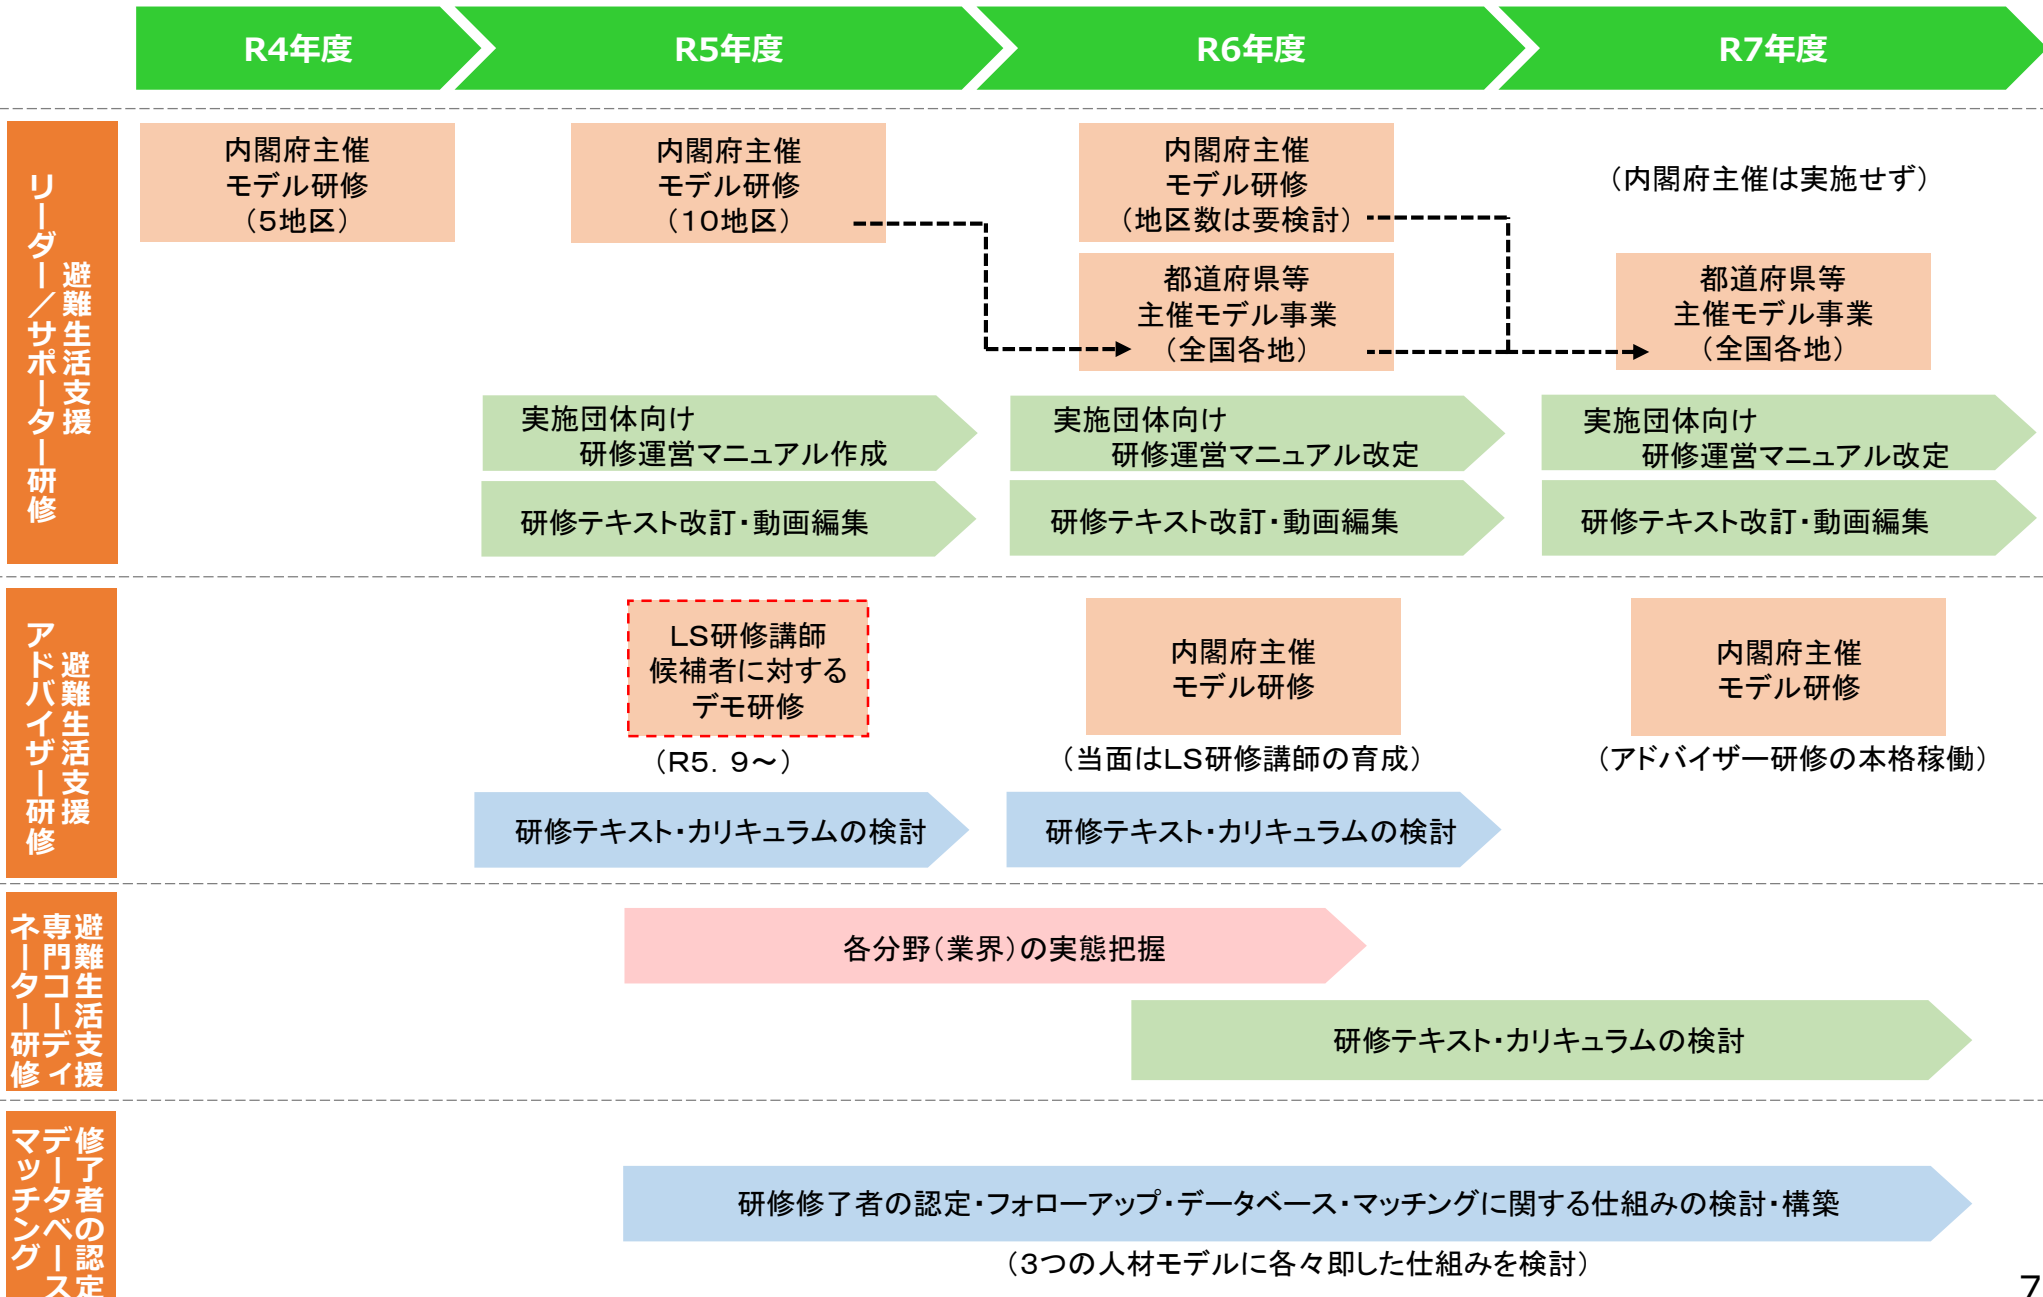 R4年度
R5年度
R6年度
R7年度
避難生活支援
リーダー／サポーター研修
内閣府主催
モデル研修
（5地区）
内閣府主催
モデル研修
（10地区）
内閣府主催
モデル研修
（地区数は要検討）
（内閣府主催は実施せず）
都道府県等
主催モデル事業
（全国各地）
都道府県等
主催モデル事業
（全国各地）
実施団体向け
研修運営マニュアル作成
実施団体向け
研修運営マニュアル改定
実施団体向け
研修運営マニュアル改定
研修テキスト改訂・動画編集
研修テキスト改訂・動画編集
研修テキスト改訂・動画編集
避難生活支援
アドバイザー研修
LS研修講師
候補者に対する
デモ研修
（R5．9～）
内閣府主催
モデル研修
（当面はLS研修講師の育成）
内閣府主催
モデル研修
（アドバイザー研修の本格稼働）
研修テキスト・カリキュラムの検討
研修テキスト・カリキュラムの検討
避難生活支援
専門コーディ
ネーター研修
各分野（業界）の実態把握
研修テキスト・カリキュラムの検討
修了者の認定
データベース
マッチング
研修修了者の認定・フォローアップ・データベース・マッチングに関する仕組みの検討・構築
（3つの人材モデルに各々即した仕組みを検討）
7